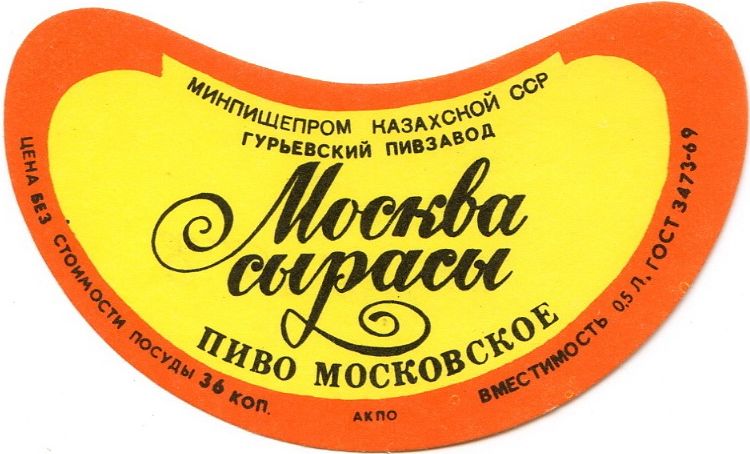 МИНПИЩЕПРОМ КАЗАХСКОЙ ССР
ГУРЬЕВСКИЙ ПИВЗАВОД
Москва
сырасы
ПИВО МОСКОВСКОЕ
ЦЕНА БЕЗ СТОИМОСТИ ПОСУДЫ 36 КОП.
АКПО
ВМЕСТИМОСТЬ 0,5 Л. ГОСТ 3473-69